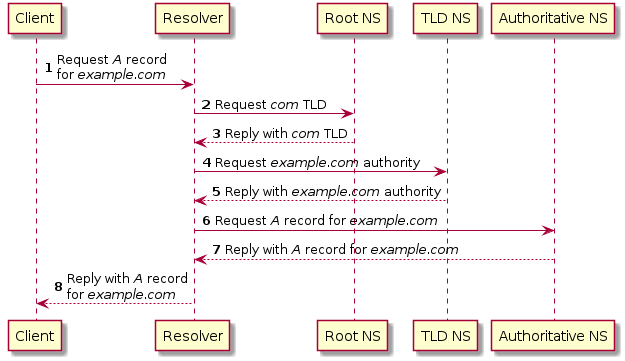 Client Resolver Root NS TLD NS Authoritative NS
1 Request A record
for example.com
2 Request com TLD
3 Reply with com TLD
4 Request example.com authority
5 Reply with example.com authority
6 Request A record for example.com
7 Reply with A record for example.com
8 Reply with A record
for example.com
Client Resolver Root NS TLD NS Authoritative NS